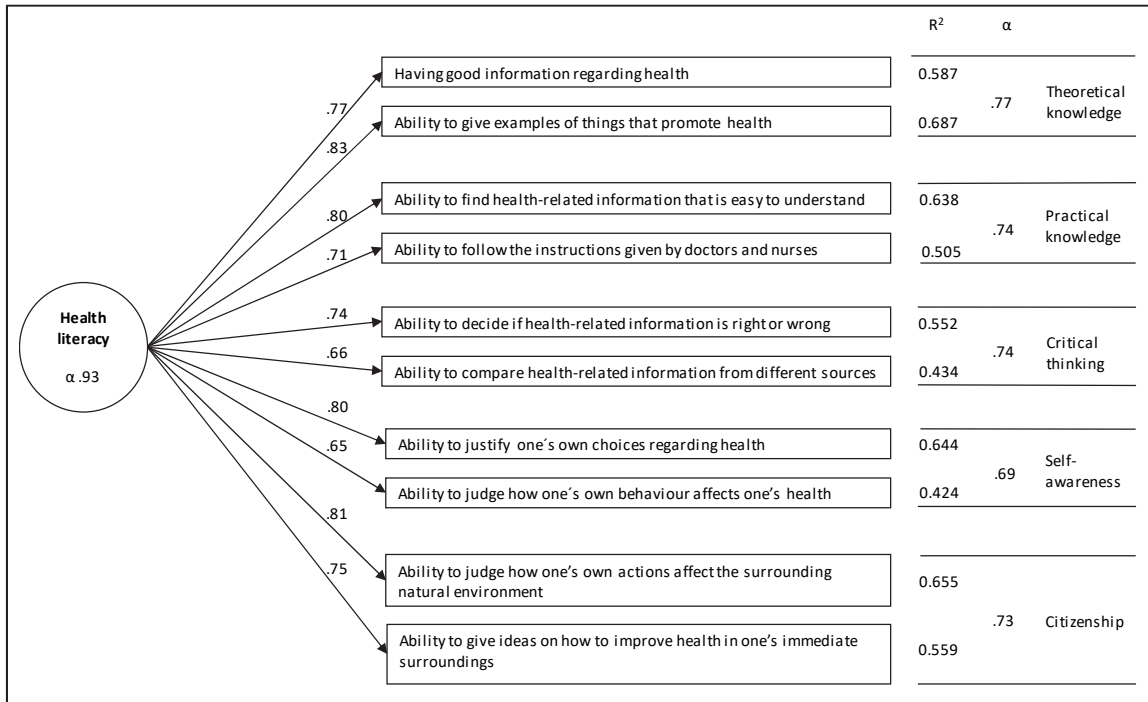 R² α
.77 Having good information regarding health 0.587
.77 Theoretical
knowledge
.83 Ability to give examples of things that promote health 0.687
.80 Ability to find health-related information that is easy to understand 0.638
.74 Practical
knowledge
.71 Ability to follow the instructions given by doctors and nurses 0.505
Health
literacy
α .93
.74 Ability to decide if health-related information is right or wrong 0.552
.74 Critical
thinking
.66 Ability to compare health-related information from different sources 0.434
.80 Ability to justify one´s own choices regarding health 0.644
.69 Self-
awareness
.65 Ability to judge how one´s own behaviour affects one’s health 0.424
.81 Ability to judge how one’s own actions affect the surrounding
natural environment 0.655
.73 Citizenship
.75 Ability to give ideas on how to improve health in one’s immediate
surroundings 0.559